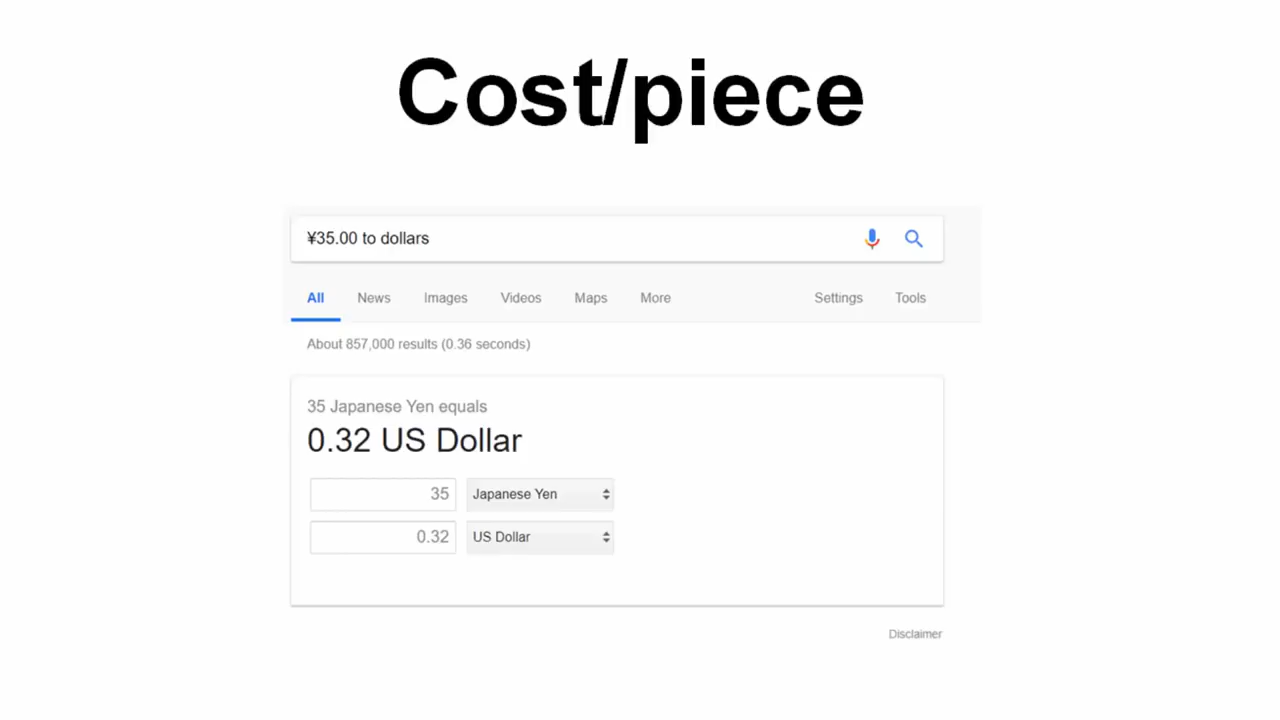 Cost/piece
¥35.00 to dollars
All News Images Videos Maps More Settings Tools
About 857,000 results (0.36 seconds)
35 Japanese Yen equals
0.32 US Dollar
35 Japanese Yen
0.32 US Dollar
Disclaimer